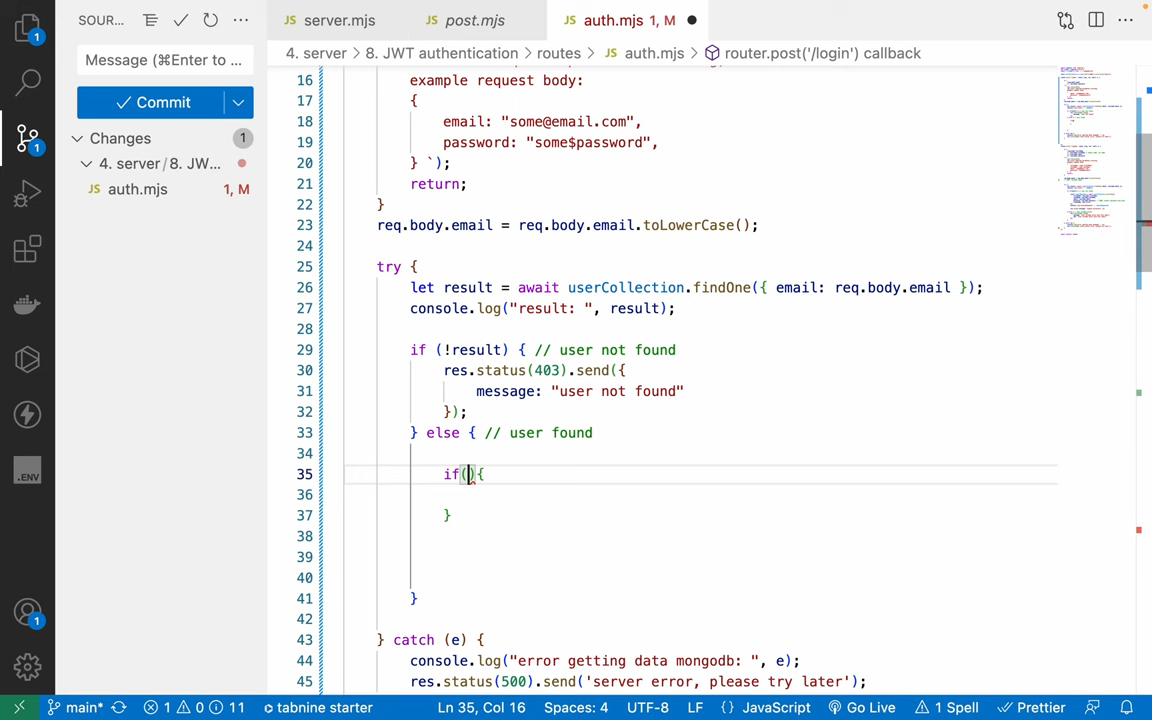 SOUR...
server.mjs
post.mjs
auth.mjs 1, M
Message (⌘Enter to ...
4. server > 8. JWT authentication > routes > JS auth.mjs > router.post('/login') callback
Commit
Changes 1
4. server/8. JW...
JS auth.mjs 1, M
16 example request body:
17 {
18 email: "some@email.com",
19 password: "some$password",
20 } `);
21 return;
22 }
23 req.body.email = req.body.email.toLowerCase();
24
25 try {
26 let result = await userCollection.findOne({ email: req.body.email });
27 console.log("result: ", result);
28
29 if (!result) { // user not found
30 res.status(403).send({
31 message: "user not found"
32 });
33 } else { // user found
34
35 if(){
36
37 }
38
39
40
41 }
42
43 } catch (e) {
44 console.log("error getting data mongodb: ", e);
45 res.status(500).send('server error, please try later');
.ENV
main* 1 0 11 tabnine starter Ln 35, Col 16 Spaces: 4 UTF-8 LF {} JavaScript Go Live 1 Spell Prettier